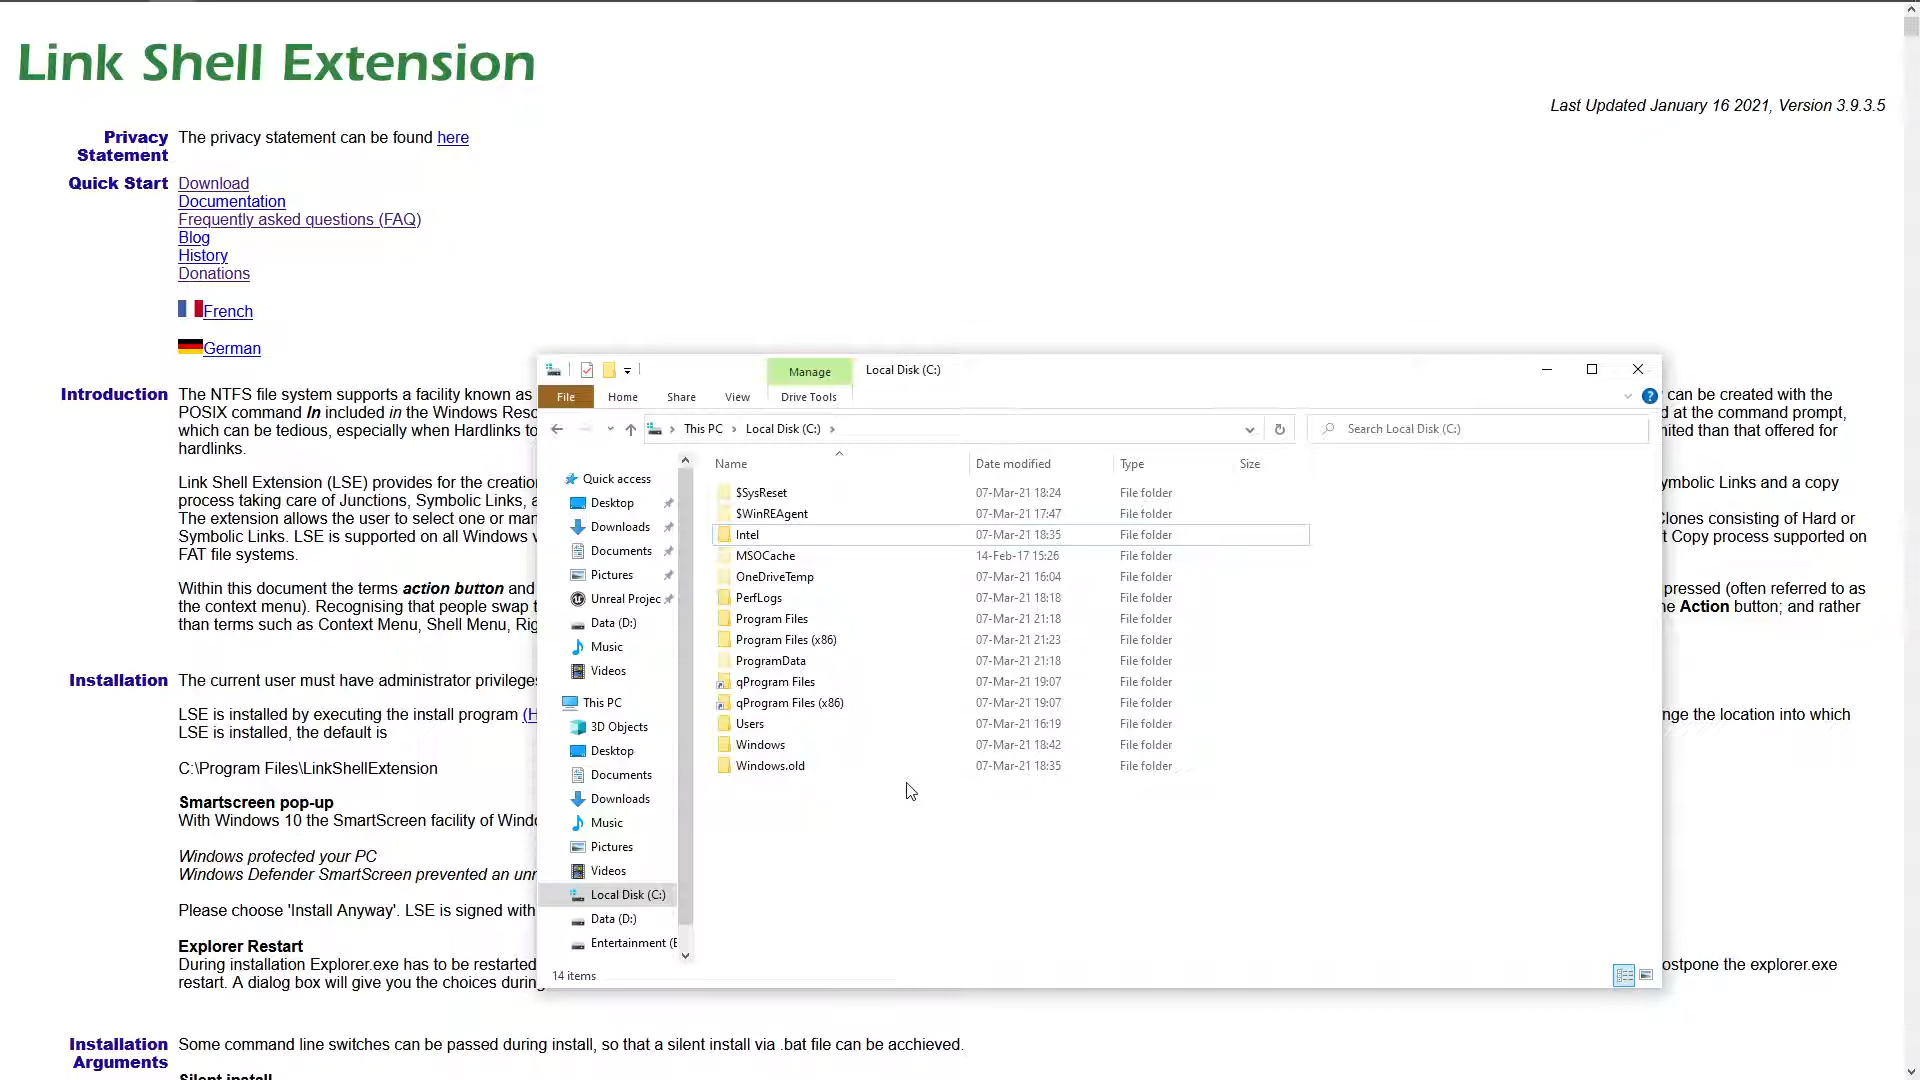 Link Shell Extension
Last Updated January 16 2021, Version 3.9.3.5
Privacy Statement
The privacy statement can be found here
Quick Start
Download
Documentation
Frequently asked questions (FAQ)
Blog
History
Donations
French
German
Introduction
The NTFS file system supports a facility known as
POSIX command ln included in the Windows Reso
which can be tedious, especially when Hardlinks to
hardlinks.
can be created with the
d at the command prompt,
mited than that offered for
Link Shell Extension (LSE) provides for the creation
process taking care of Junctions, Symbolic Links, a
The extension allows the user to select one or man
Symbolic Links. LSE is supported on all Windows v
FAT file systems.
ymbolic Links and a copy
Clones consisting of Hard or
t Copy process supported on
Within this document the terms action button and
the context menu). Recognising that people swap t
than terms such as Context Menu, Shell Menu, Rig
pressed (often referred to as
ne Action button; and rather
Installation
The current user must have administrator privileges
LSE is installed by executing the install program (H
LSE is installed, the default is
nge the location into which
C:\Program Files\LinkShellExtension
Smartscreen pop-up
With Windows 10 the SmartScreen facility of Windo
Windows protected your PC
Windows Defender SmartScreen prevented an unr
Please choose 'Install Anyway'. LSE is signed with
Explorer Restart
During installation Explorer.exe has to be restarted
restart. A dialog box will give you the choices during
ostpone the explorer.exe
Installation Arguments
Some command line switches can be passed during install, so that a silent install via .bat file can be acchieved.
Silent install
Manage
Local Disk (C:)
File
Home
Share
View
Drive Tools
This PC
Local Disk (C:)
Search Local Disk (C:)
Name
Date modified
Type
Size
Quick access
Desktop
Downloads
Documents
Pictures
Unreal Projec
Data (D:)
Music
Videos
This PC
3D Objects
Desktop
Documents
Downloads
Music
Pictures
Videos
Local Disk (C:)
Data (D:)
Entertainment (E
$SysReset 07-Mar-21 18:24 File folder
$WinREAgent 07-Mar-21 17:47 File folder
Intel 07-Mar-21 18:35 File folder
MSOCache 14-Feb-17 15:26 File folder
OneDriveTemp 07-Mar-21 16:04 File folder
PerfLogs 07-Mar-21 18:18 File folder
Program Files 07-Mar-21 21:18 File folder
Program Files (x86) 07-Mar-21 21:23 File folder
ProgramData 07-Mar-21 21:18 File folder
qProgram Files 07-Mar-21 19:07 File folder
qProgram Files (x86) 07-Mar-21 19:07 File folder
Users 07-Mar-21 16:19 File folder
Windows 07-Mar-21 18:42 File folder
Windows.old 07-Mar-21 18:35 File folder
14 items